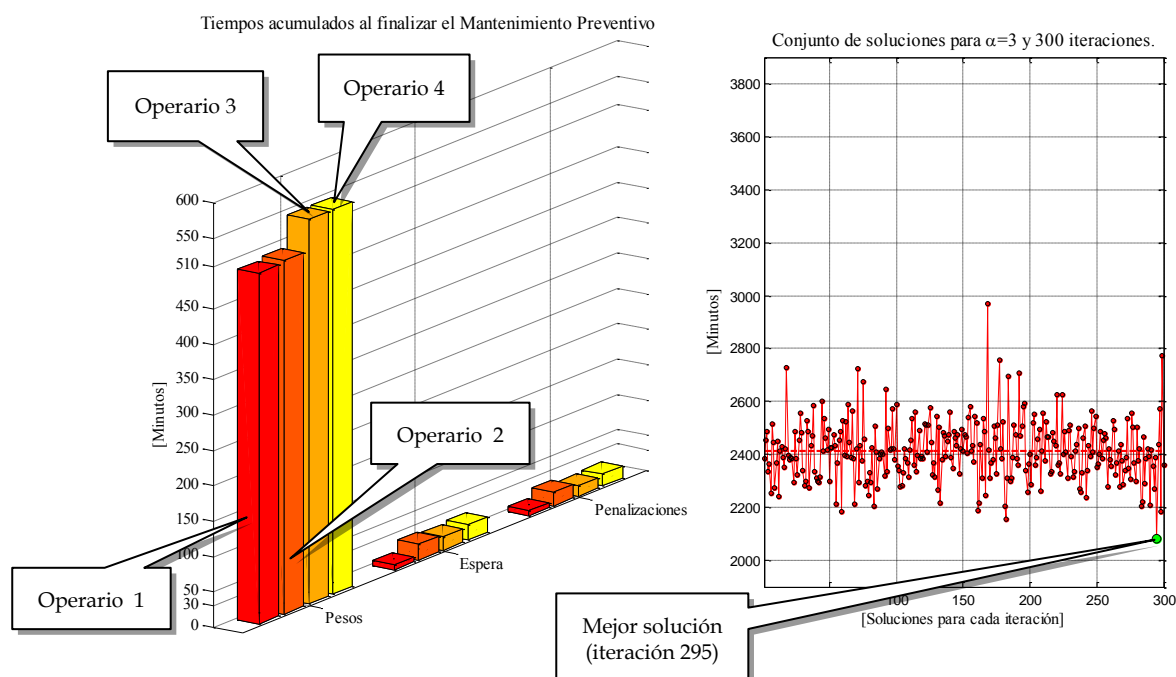 Tiempos acumulados al finalizar el Mantenimiento Preventivo
Operario 3
Operario 4
600
550
510
450
400
350
300
250
200
150
100
50
30
0
[Minutos]
Operario 2
Operario 1
Pesos
Espera
Penalizaciones
Conjunto de soluciones para α=3 y 300 iteraciones.
3800
3600
3400
3200
3000
2800
2600
2400
2200
2000
[Minutos]
100
150
200
250
300
[Soluciones para cada iteración]
Mejor solución
(iteración 295)